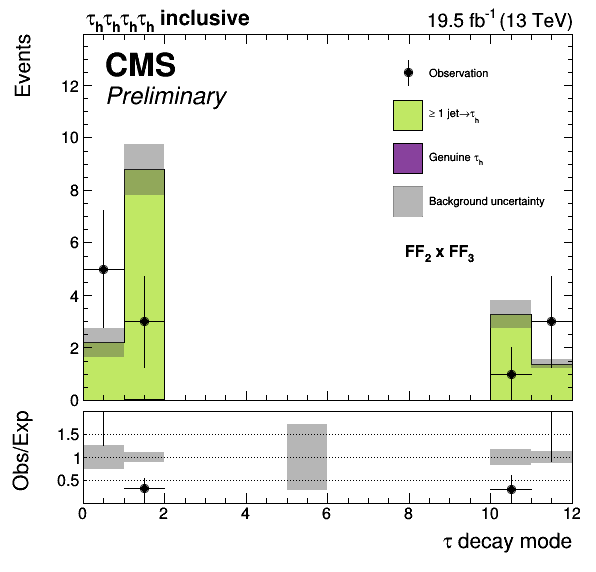 τhτhτhτh inclusive 19.5 fb⁻¹ (13 TeV)
CMS
Preliminary
Observation
≥ 1 jet→τh
Genuine τh
Background uncertainty
FF₂ x FF₃
Events
12
10
8
6
4
2
0
Obs/Exp
1.5
1
0.5
0 2 4 6 8 10 12
τ decay mode